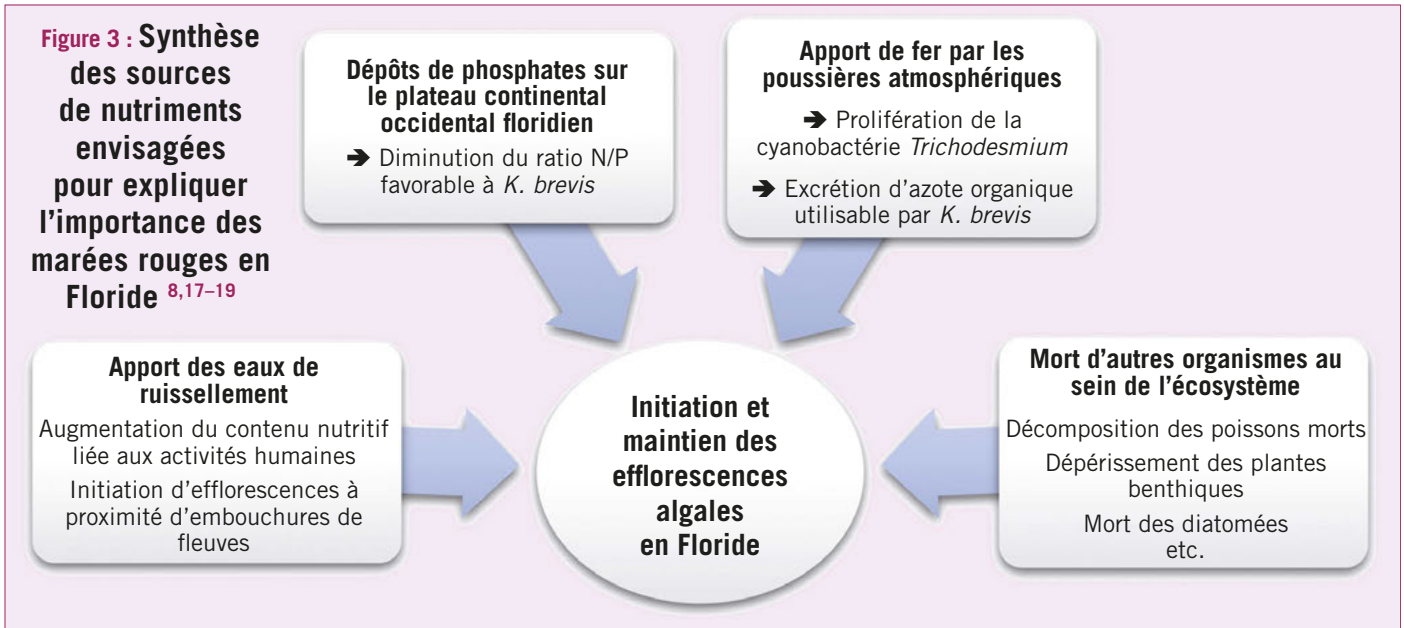 Figure 3 : Synthèse
des sources
de nutriments
envisagées
pour expliquer
l'importance des
marées rouges en
Floride 8,17–19
Dépôts de phosphates sur
le plateau continental
occidental floridien
➔ Diminution du ratio N/P
favorable à K. brevis
Apport de fer par les
poussières atmosphériques
➔ Prolifération de la
cyanobactérie Trichodesmium
➔ Excrétion d'azote organique
utilisable par K. brevis
Apport des eaux de
ruissellement
Augmentation du contenu nutritif
liée aux activités humaines
Initiation d'efflorescences à
proximité d'embouchures de
fleuves
Initiation et
maintien des
efflorescences
algales
en Floride
Mort d'autres organismes au
sein de l'écosystème
Décomposition des poissons morts
Dépérissement des plantes
benthiques
Mort des diatomées
etc.